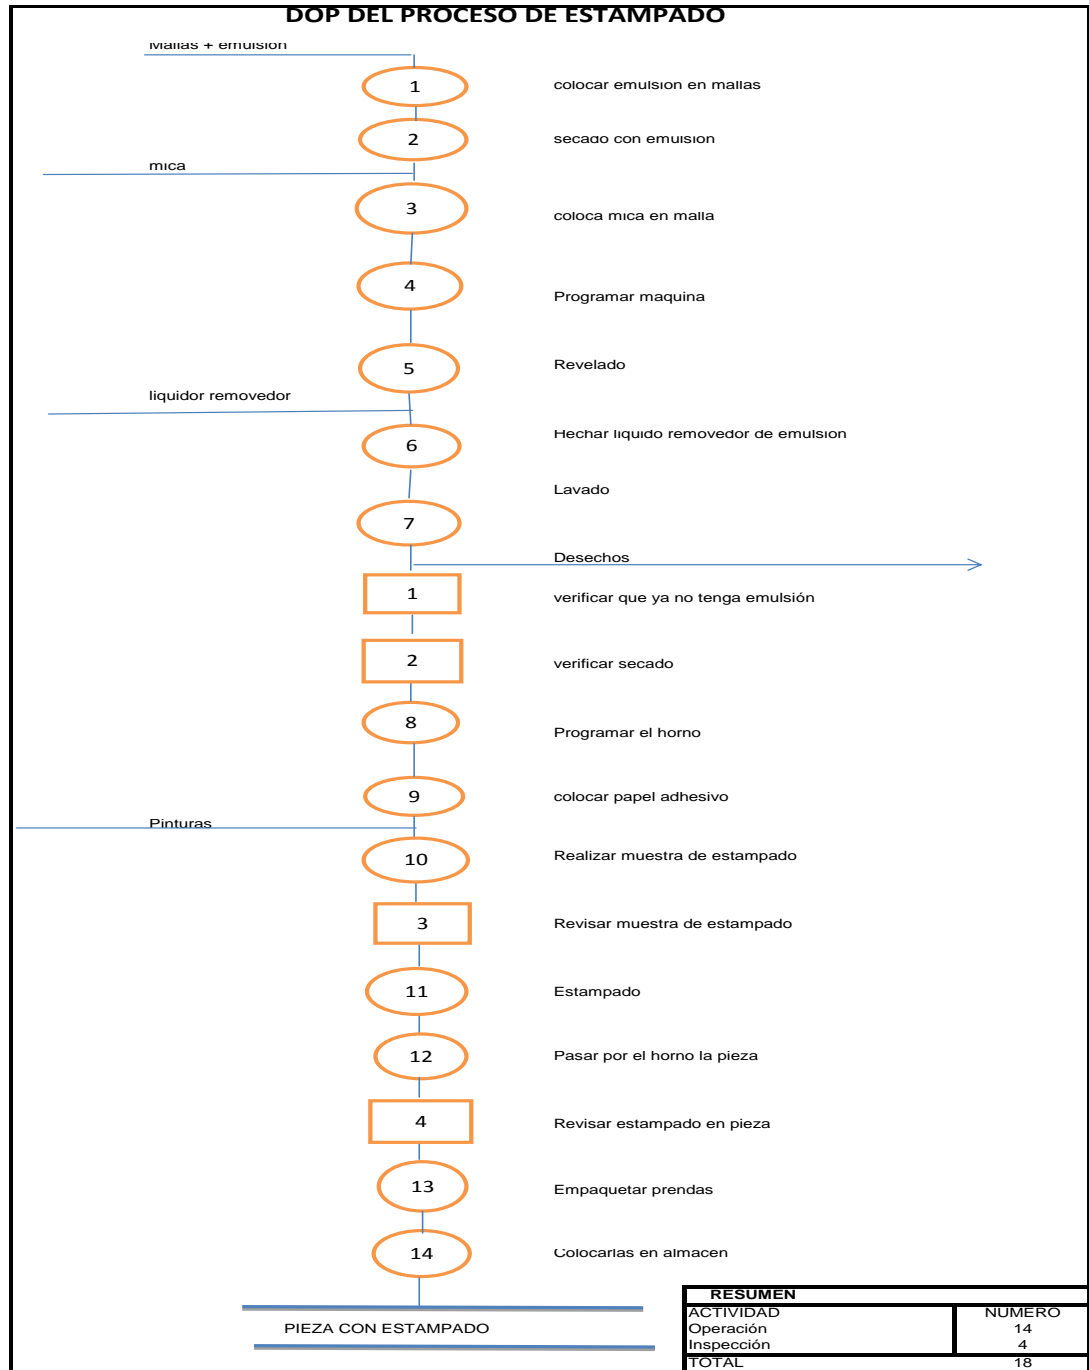 DOP DEL PROCESO DE ESTAMPADO
Mallas + emulsion
1
colocar emulsion en mallas
2
secado con emulsion
mica
3
coloca mica en malla
4
Programar maquina
5
Revelado
liquidor removedor
6
Hechar liquido removedor de emulsion
Lavado
7
Desechos
1
verificar que ya no tenga emulsión
2
verificar secado
8
Programar el horno
9
colocar papel adhesivo
Pinturas
10
Realizar muestra de estampado
3
Revisar muestra de estampado
11
Estampado
12
Pasar por el horno la pieza
4
Revisar estampado en pieza
13
Empaquetar prendas
14
Colocarlas en almacen
PIEZA CON ESTAMPADO
RESUMEN
ACTIVIDAD NUMERO
Operación 14
Inspección 4
TOTAL 18